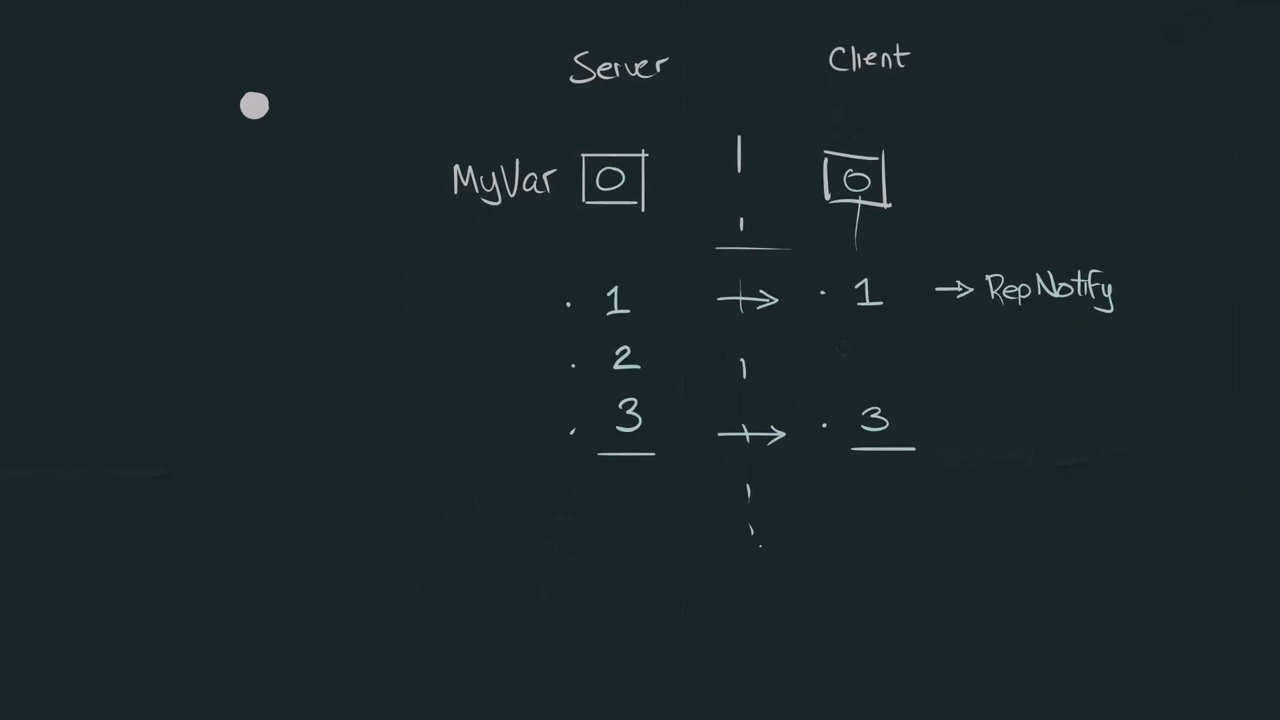 Server Client
MyVar 0 0
1 → 1 → RepNotify
2
3 → 3